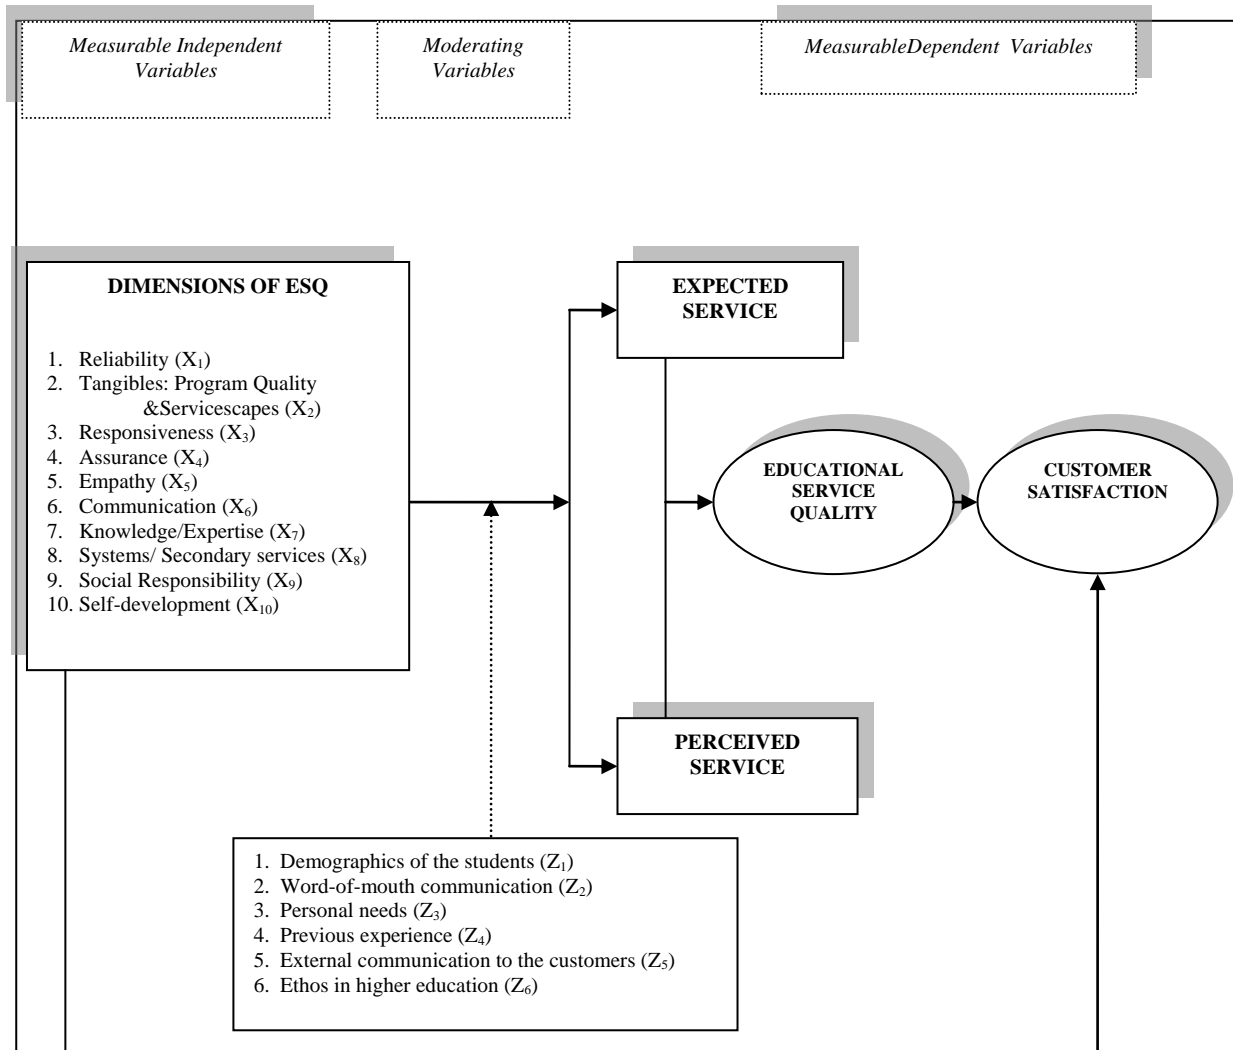 Measurable Independent
Variables
Moderating
Variables
MeasurableDependent Variables
DIMENSIONS OF ESQ
1. Reliability (X₁)
2. Tangibles: Program Quality
&Servicescapes (X₂)
3. Responsiveness (X₃)
4. Assurance (X₄)
5. Empathy (X₅)
6. Communication (X₆)
7. Knowledge/Expertise (X₇)
8. Systems/ Secondary services (X₈)
9. Social Responsibility (X₉)
10. Self-development (X₁₀)
EXPECTED
SERVICE
EDUCATIONAL
SERVICE
QUALITY
CUSTOMER
SATISFACTION
PERCEIVED
SERVICE
1. Demographics of the students (Z₁)
2. Word-of-mouth communication (Z₂)
3. Personal needs (Z₃)
4. Previous experience (Z₄)
5. External communication to the customers (Z₅)
6. Ethos in higher education (Z₆)